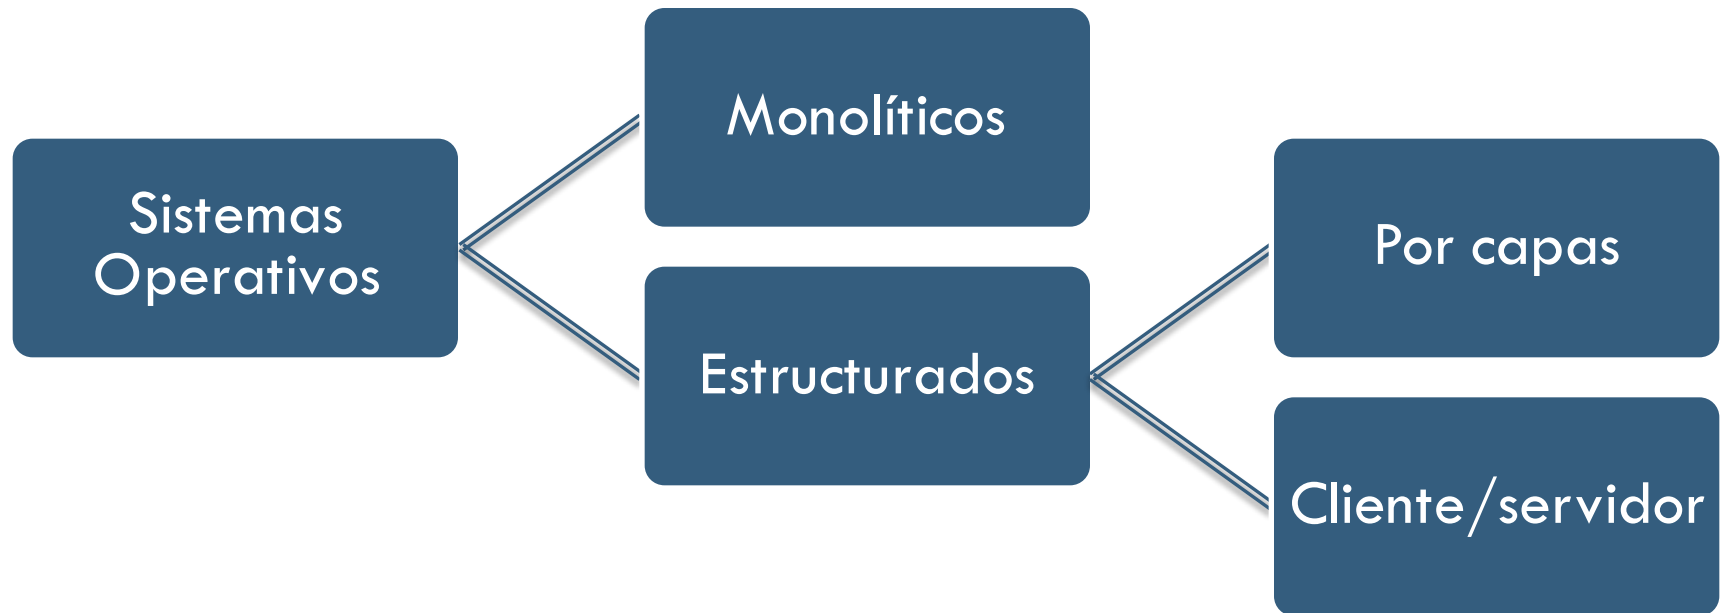 Sistemas
Operativos
Monolíticos
Estructurados
Por capas
Cliente/servidor